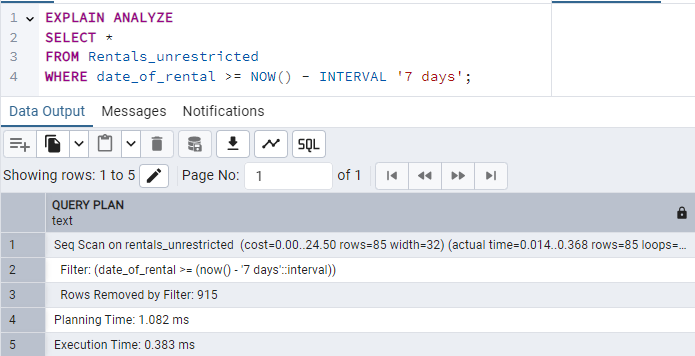 1 EXPLAIN ANALYZE
2 SELECT *
3 FROM Rentals_unrestricted
4 WHERE date_of_rental >= NOW() - INTERVAL '7 days';
Data Output Messages Notifications
SQL
Showing rows: 1 to 5 Page No: 1 of 1
QUERY PLAN
text
1 Seq Scan on rentals_unrestricted (cost=0.00..24.50 rows=85 width=32) (actual time=0.014..0.368 rows=85 loops=...
2 Filter: (date_of_rental >= (now() - '7 days'::interval))
3 Rows Removed by Filter: 915
4 Planning Time: 1.082 ms
5 Execution Time: 0.383 ms